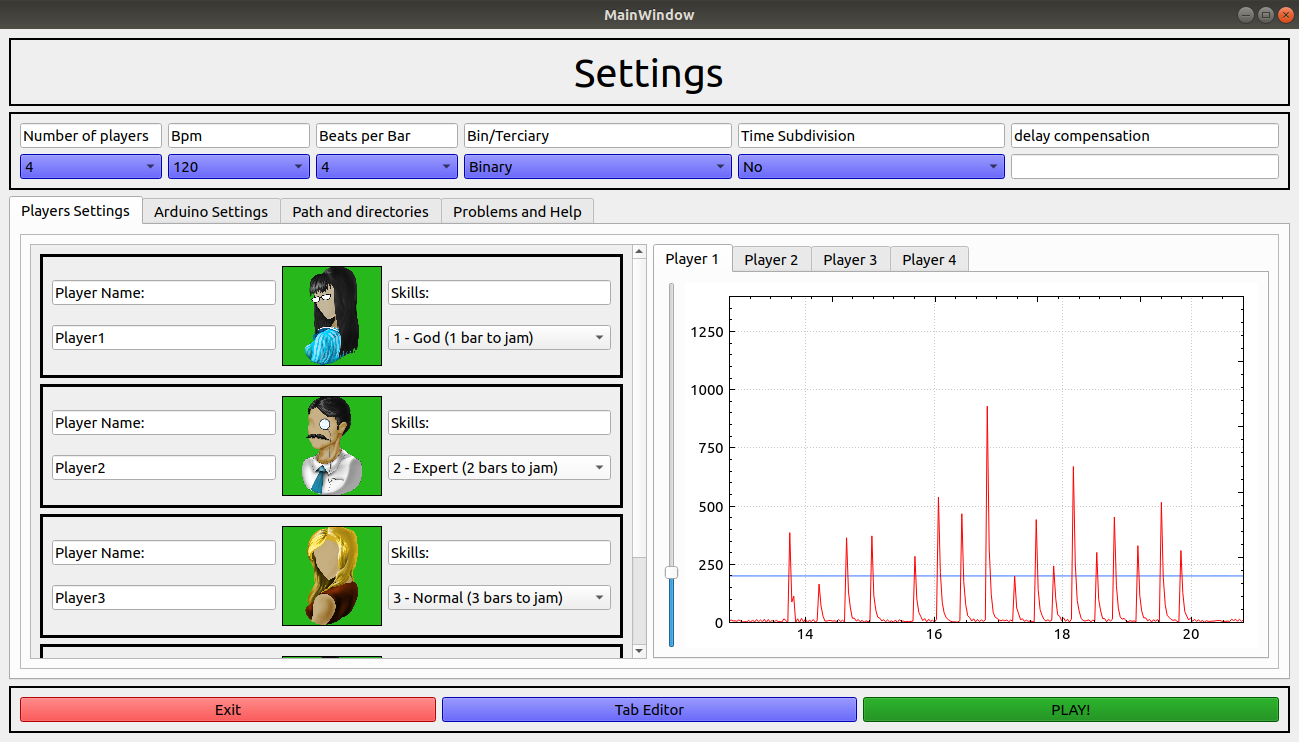 MainWindow
Settings
Number of players Bpm Beats per Bar Bin/Terciary Time Subdivision delay compensation
4 120 4 Binary No
Players Settings Arduino Settings Path and directories Problems and Help
Player Name: Skills:
Player1 1 - God (1 bar to jam)
Player Name: Skills:
Player2 2 - Expert (2 bars to jam)
Player Name: Skills:
Player3 3 - Normal (3 bars to jam)
Player 1 Player 2 Player 3 Player 4
1250
1000
750
500
250
0
14 16 18 20
Exit Tab Editor PLAY!